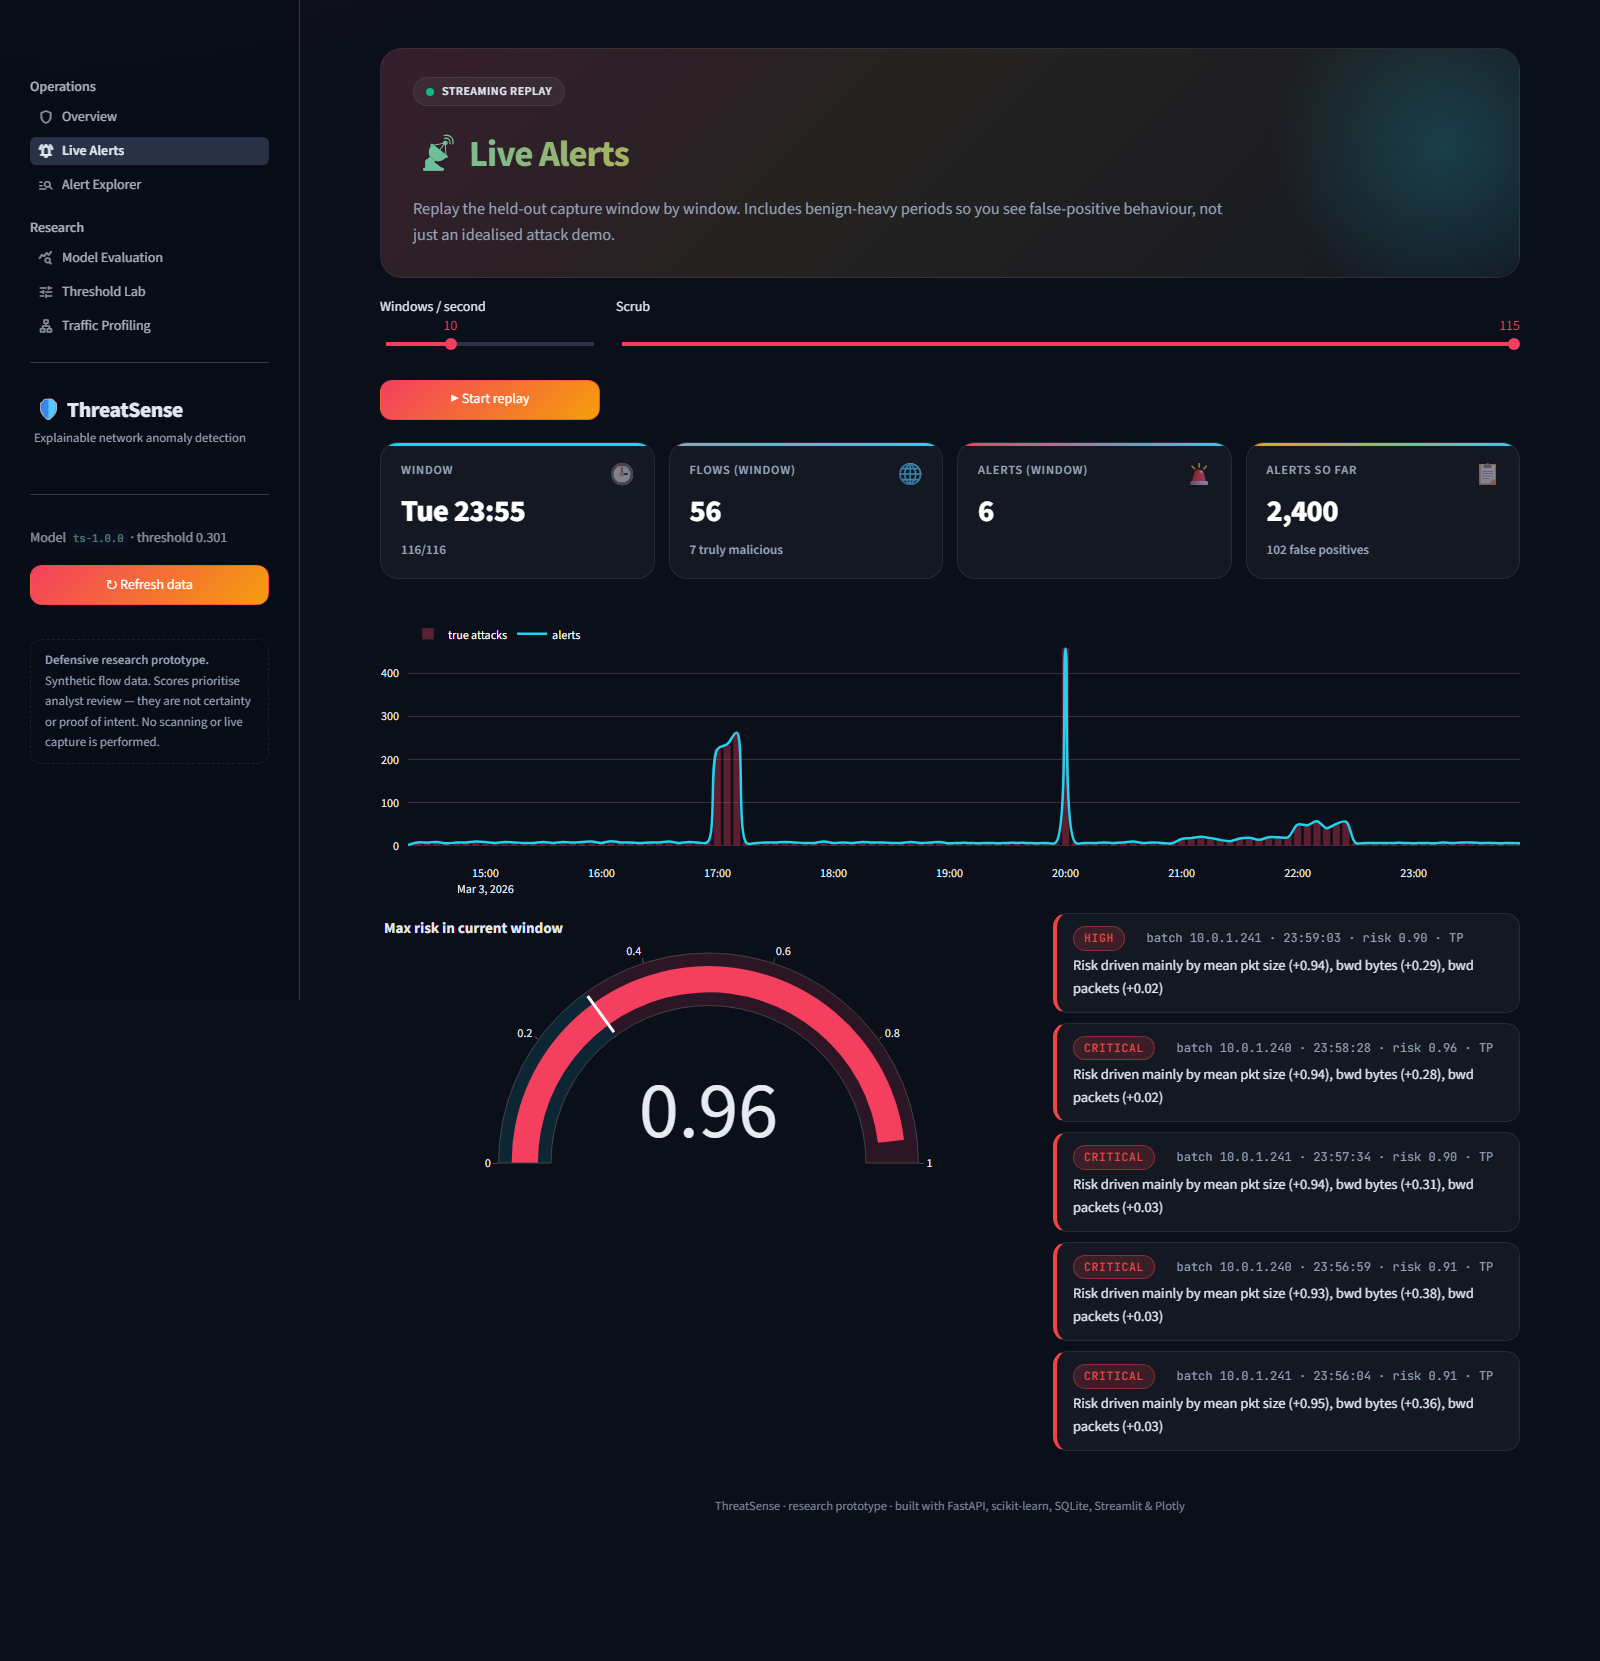 Operations
Overview
Live Alerts
Alert Explorer
Research
Model Evaluation
Threshold Lab
Traffic Profiling
ThreatSense
Explainable network anomaly detection
Model ts-1.0.0 · threshold 0.301
↻ Refresh data
Defensive research prototype.
Synthetic flow data. Scores prioritise
analyst review — they are not certainty
or proof of intent. No scanning or live
capture is performed.
STREAMING REPLAY
Live Alerts
Replay the held-out capture window by window. Includes benign-heavy periods so you see false-positive behaviour, not
just an idealised attack demo.
Windows / second
10
Scrub
115
▶ Start replay
WINDOW
Tue 23:55
116/116
FLOWS (WINDOW)
56
7 truly malicious
ALERTS (WINDOW)
6
ALERTS SO FAR
2,400
102 false positives
true attacks
alerts
400
300
200
100
0
15:00
Mar 3, 2026
16:00
17:00
18:00
19:00
20:00
21:00
22:00
23:00
Max risk in current window
0
0.2
0.4
0.6
0.8
1
0.96
HIGH batch 10.0.1.241 · 23:59:03 · risk 0.90 · TP
Risk driven mainly by mean pkt size (+0.94), bwd bytes (+0.29), bwd
packets (+0.02)
CRITICAL batch 10.0.1.240 · 23:58:28 · risk 0.96 · TP
Risk driven mainly by mean pkt size (+0.94), bwd bytes (+0.28), bwd
packets (+0.02)
CRITICAL batch 10.0.1.241 · 23:57:34 · risk 0.90 · TP
Risk driven mainly by mean pkt size (+0.94), bwd bytes (+0.31), bwd
packets (+0.03)
CRITICAL batch 10.0.1.240 · 23:56:59 · risk 0.91 · TP
Risk driven mainly by mean pkt size (+0.93), bwd bytes (+0.38), bwd
packets (+0.03)
CRITICAL batch 10.0.1.241 · 23:56:04 · risk 0.91 · TP
Risk driven mainly by mean pkt size (+0.95), bwd bytes (+0.36), bwd
packets (+0.03)
ThreatSense · research prototype · built with FastAPI, scikit-learn, SQLite, Streamlit & Plotly